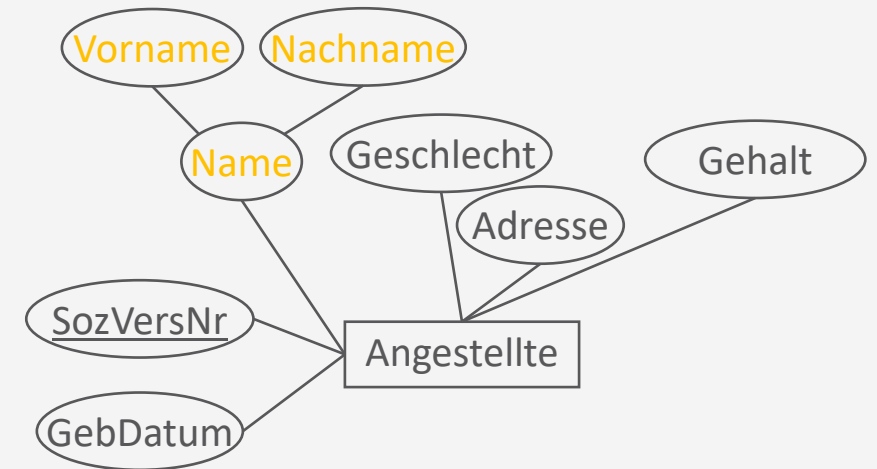 Vorname
Nachname
Name
Geschlecht
Gehalt
Adresse
SozVersNr
Angestellte
GebDatum